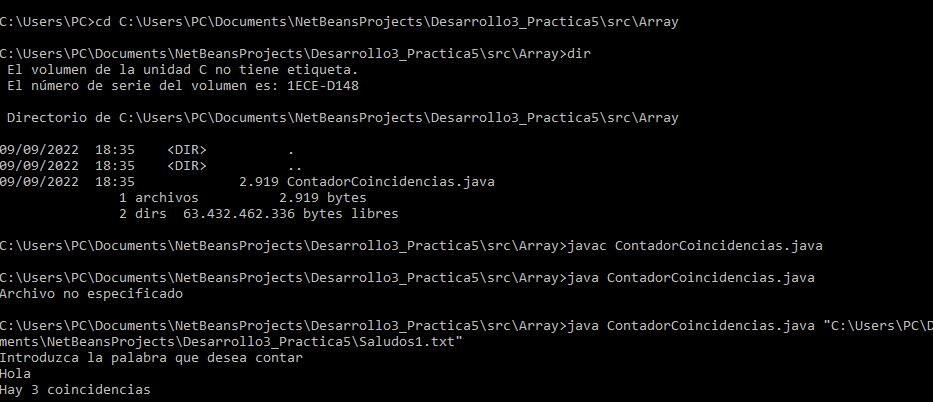 C:\Users\PC>cd C:\Users\PC\Documents\NetBeansProjects\Desarrollo3_Practica5\src\Array
C:\Users\PC\Documents\NetBeansProjects\Desarrollo3_Practica5\src\Array>dir
El volumen de la unidad C no tiene etiqueta.
El número de serie del volumen es: 1ECE-D148
Directorio de C:\Users\PC\Documents\NetBeansProjects\Desarrollo3_Practica5\src\Array
09/09/2022  18:35    <DIR>          .
09/09/2022  18:35    <DIR>          ..
09/09/2022  18:35             2.919 ContadorCoincidencias.java
1 archivos          2.919 bytes
2 dirs  63.432.462.336 bytes libres
C:\Users\PC\Documents\NetBeansProjects\Desarrollo3_Practica5\src\Array>javac ContadorCoincidencias.java
C:\Users\PC\Documents\NetBeansProjects\Desarrollo3_Practica5\src\Array>java ContadorCoincidencias.java
Archivo no especificado
C:\Users\PC\Documents\NetBeansProjects\Desarrollo3_Practica5\src\Array>java ContadorCoincidencias.java "C:\Users\PC\D
ments\NetBeansProjects\Desarrollo3_Practica5\Saludos1.txt"
Introduzca la palabra que desea contar
Hola
Hay 3 coincidencias